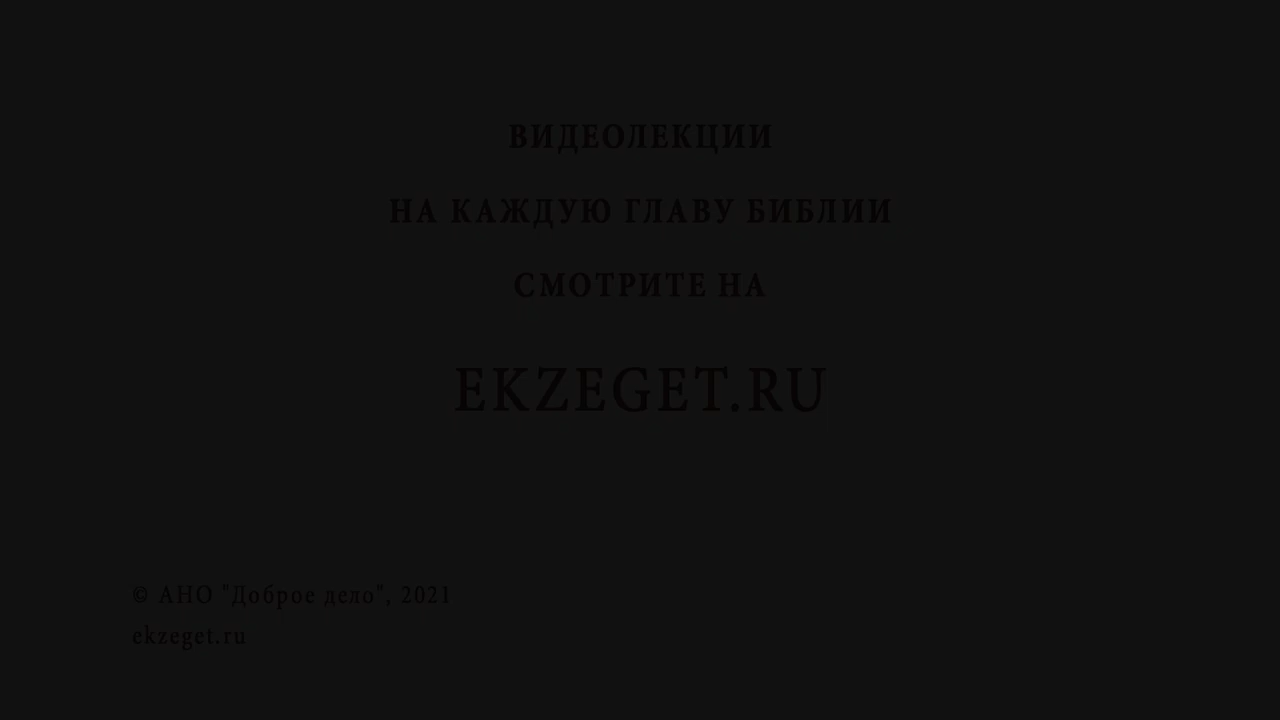 ВИДЕОЛЕКЦИИ
НА КАЖДУЮ ГЛАВУ БИБЛИИ
СМОТРИТЕ НА
EKZEGET.RU
© АНО "Доброе дело", 2021
ekzeget.ru